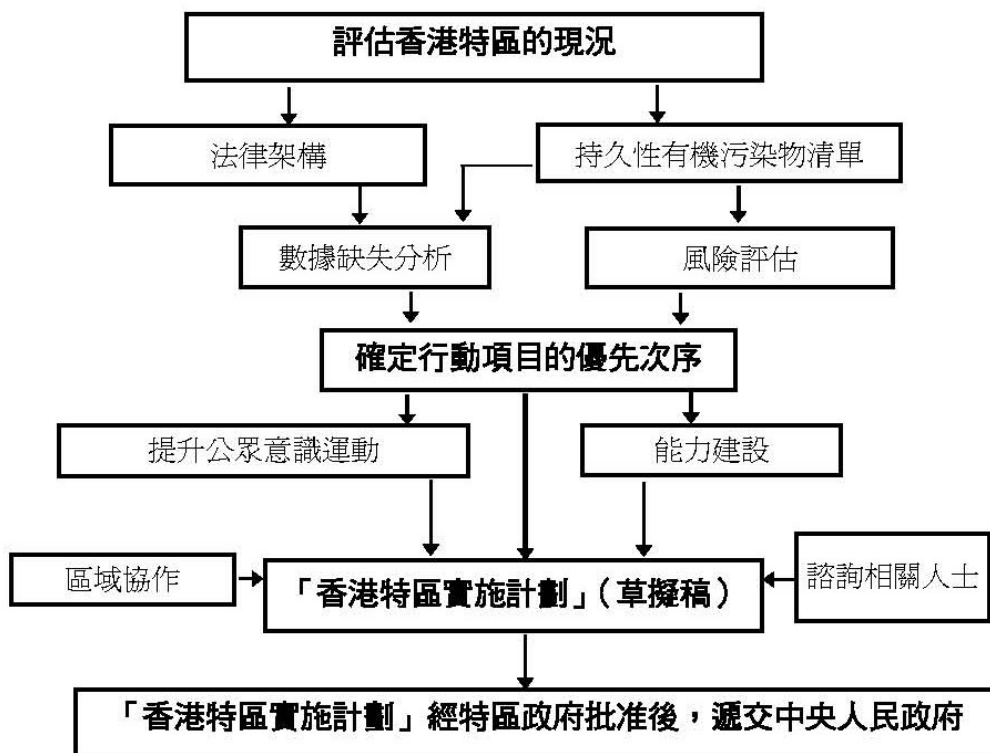 評估香港特區的現況
法律架構
持久性有機污染物清單
數據缺失分析
風險評估
確定行動項目的優先次序
提升公眾意識運動
能力建設
區域協作
「香港特區實施計劃」（草擬稿）
諮詢相關人士
「香港特區實施計劃」經特區政府批准後，遞交中央人民政府